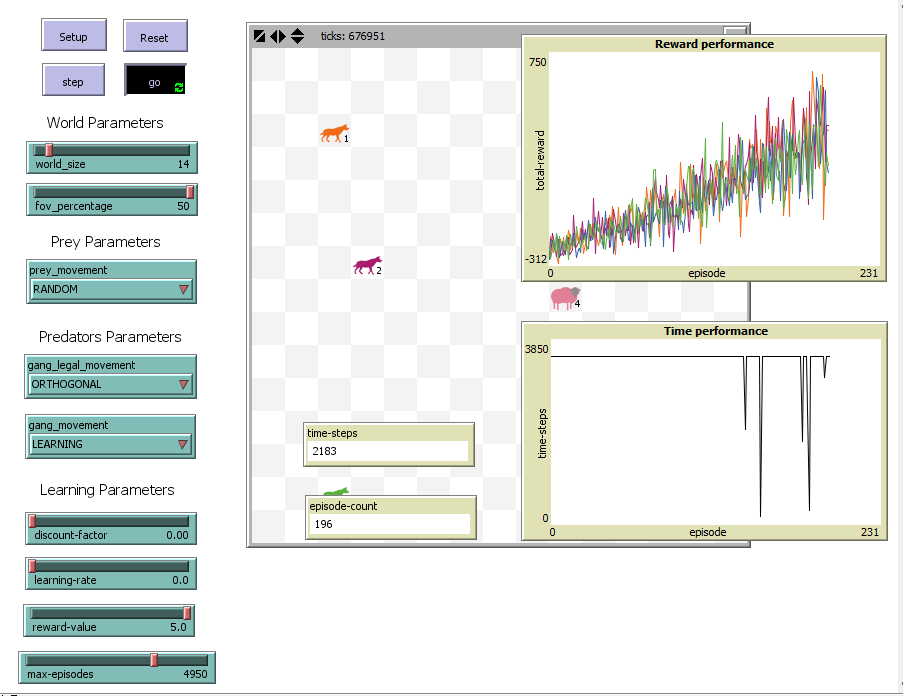 Setup
Reset
step
go
World Parameters
world_size 14
fov_percentage 50
Prey Parameters
prey_movement
RANDOM
Predators Parameters
gang_legal_movement
ORTHOGONAL
gang_movement
LEARNING
Learning Parameters
discount-factor 0.00
learning-rate 0.0
reward-value 5.0
max-episodes 4950
ticks: 676951
1
2
4
time-steps
2183
episode-count
196
Reward performance
750
total-reward
-312
0 episode 231
Time performance
3850
time-steps
0
0 episode 231